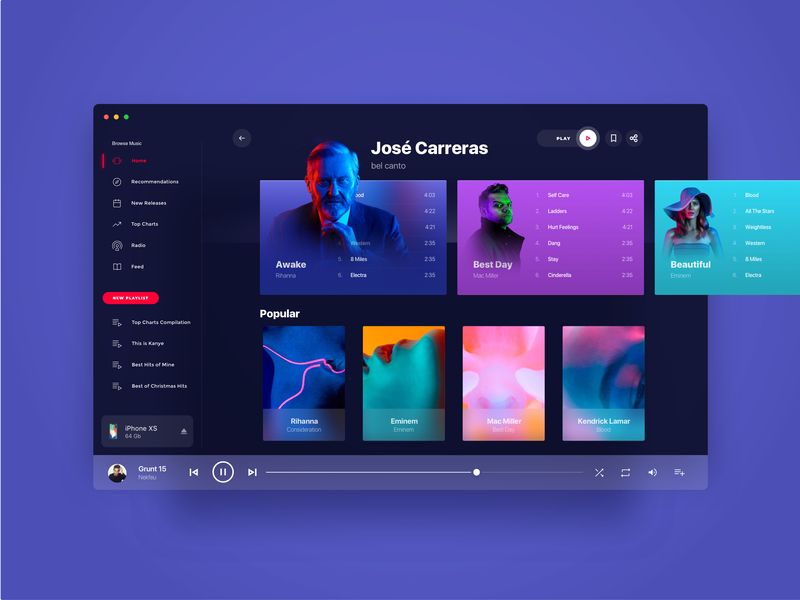 Browse Music
Home
Recommendations
New Releases
Top Charts
Radio
Feed
NEW PLAYLIST
Top Charts Compilation
This is Kanye
Best Hits of Mine
Best of Christmas Hits
iPhone XS
64 Gb
José Carreras
bel canto
PLAY
4:03
4:22
4:21
4. Western 2:35
5. 8 Miles 2:35
6. Electra 2:35
Awake
Rihanna
1. Self Care 4:03
2. Ladders 4:22
3. Hurt Feelings 4:21
4. Dang 2:35
5. Stay 2:35
6. Cinderella 2:35
Best Day
Mac Miller
1. Blood
2. All The Stars
3. Weightless
4. Western
5. 8 Miles
6. Electra
Beautiful
Eminem
Popular
Rihanna
Consideration
Eminem
Eminem
Mac Miller
Best Day
Kendrick Lamar
Blood
Grunt 15
Nekfeu